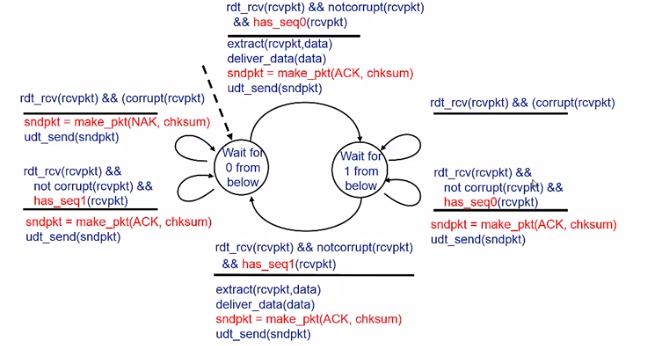 rdt_rcv(rcvpkt) && notcorrupt(rcvpkt)
&& has_seq0(rcvpkt)
extract(rcvpkt,data)
deliver_data(data)
sndpkt = make_pkt(ACK, chksum)
udt_send(sndpkt)
rdt_rcv(rcvpkt) && (corrupt(rcvpkt)
sndpkt = make_pkt(NAK, chksum)
udt_send(sndpkt)
rdt_rcv(rcvpkt) &&
not corrupt(rcvpkt) &&
has_seq1(rcvpkt)
sndpkt = make_pkt(ACK, chksum)
udt_send(sndpkt)
Wait for
0 from
below
Wait for
1 from
below
rdt_rcv(rcvpkt) && (corrupt(rcvpkt)
rdt_rcv(rcvpkt) &&
not corrupt(rcvpkt) &&
has_seq0(rcvpkt)
sndpkt = make_pkt(ACK, chksum)
udt_send(sndpkt)
rdt_rcv(rcvpkt) && notcorrupt(rcvpkt)
&& has_seq1(rcvpkt)
extract(rcvpkt,data)
deliver_data(data)
sndpkt = make_pkt(ACK, chksum)
udt_send(sndpkt)